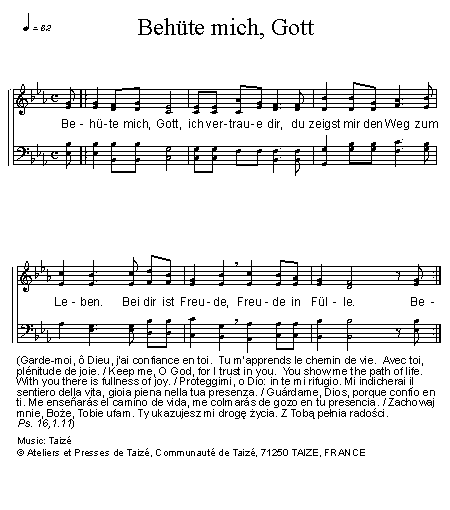 Behüte mich, Gott
= 62
Be - hü - te mich, Gott, ich ver - trau - e dir, du zeigst mir den Weg zum
Le - ben. Bei dir ist Freu - de, Freu - de in Fül - le. Be -
(Garde-moi, ô Dieu, j'ai confiance en toi. Tu m'apprends le chemin de vie. Avec toi,
plénitude de joie. / Keep me, O God, for I trust in you. You show me the path of life.
With you there is fullness of joy. / Proteggimi, o Dio: in te mi rifugio. Mi indicherai il
sentiero della vita, gioia piena nella tua presenza. / Guárdame, Dios, porque confío en
ti. Me enseñarás el camino de vida, me colmarás de gozo en tu presencia. / Zachowaj
mnie, Boże, Tobie ufam. Ty ukazujesz mi drogę życia. Z Tobą pełnia radości.
Ps. 16,1.11)
Music: Taizé
© Ateliers et Presses de Taizé, Communauté de Taizé, 71250 TAIZE, FRANCE